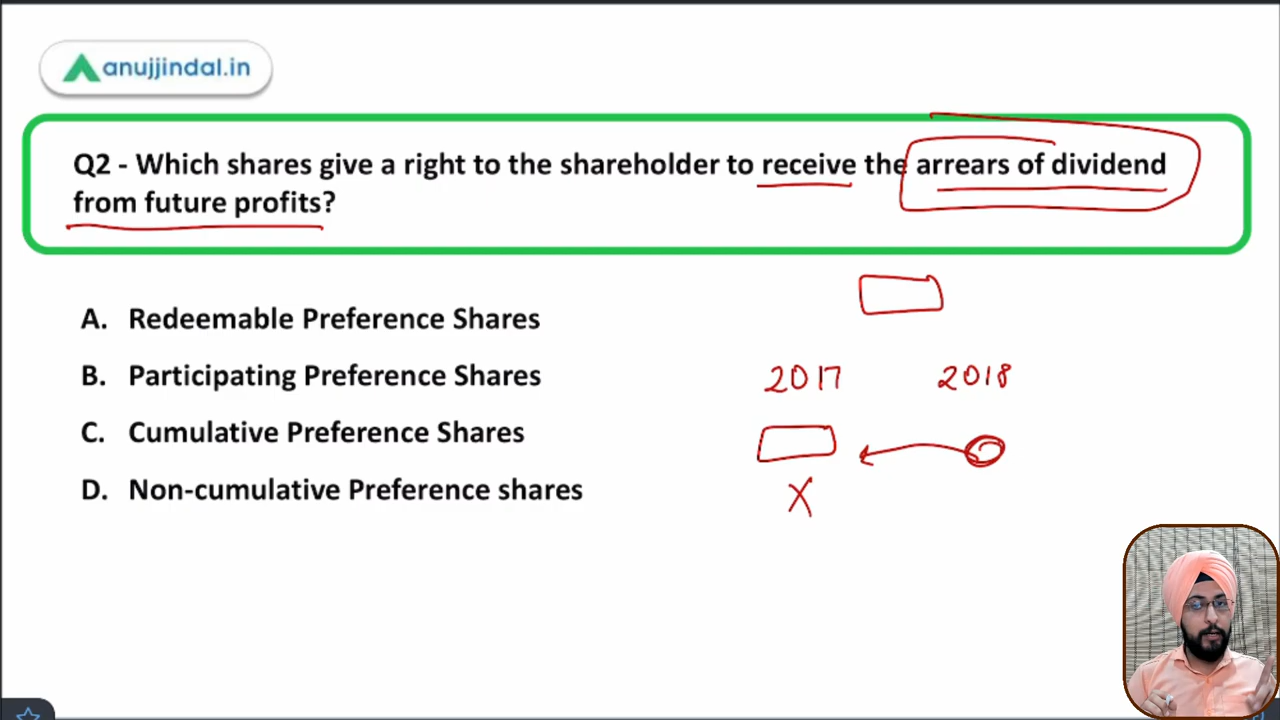 anujjindal.in
Q2 - Which shares give a right to the shareholder to receive the arrears of dividend
from future profits?
A. Redeemable Preference Shares
B. Participating Preference Shares
C. Cumulative Preference Shares
D. Non-cumulative Preference shares
2017 2018
X